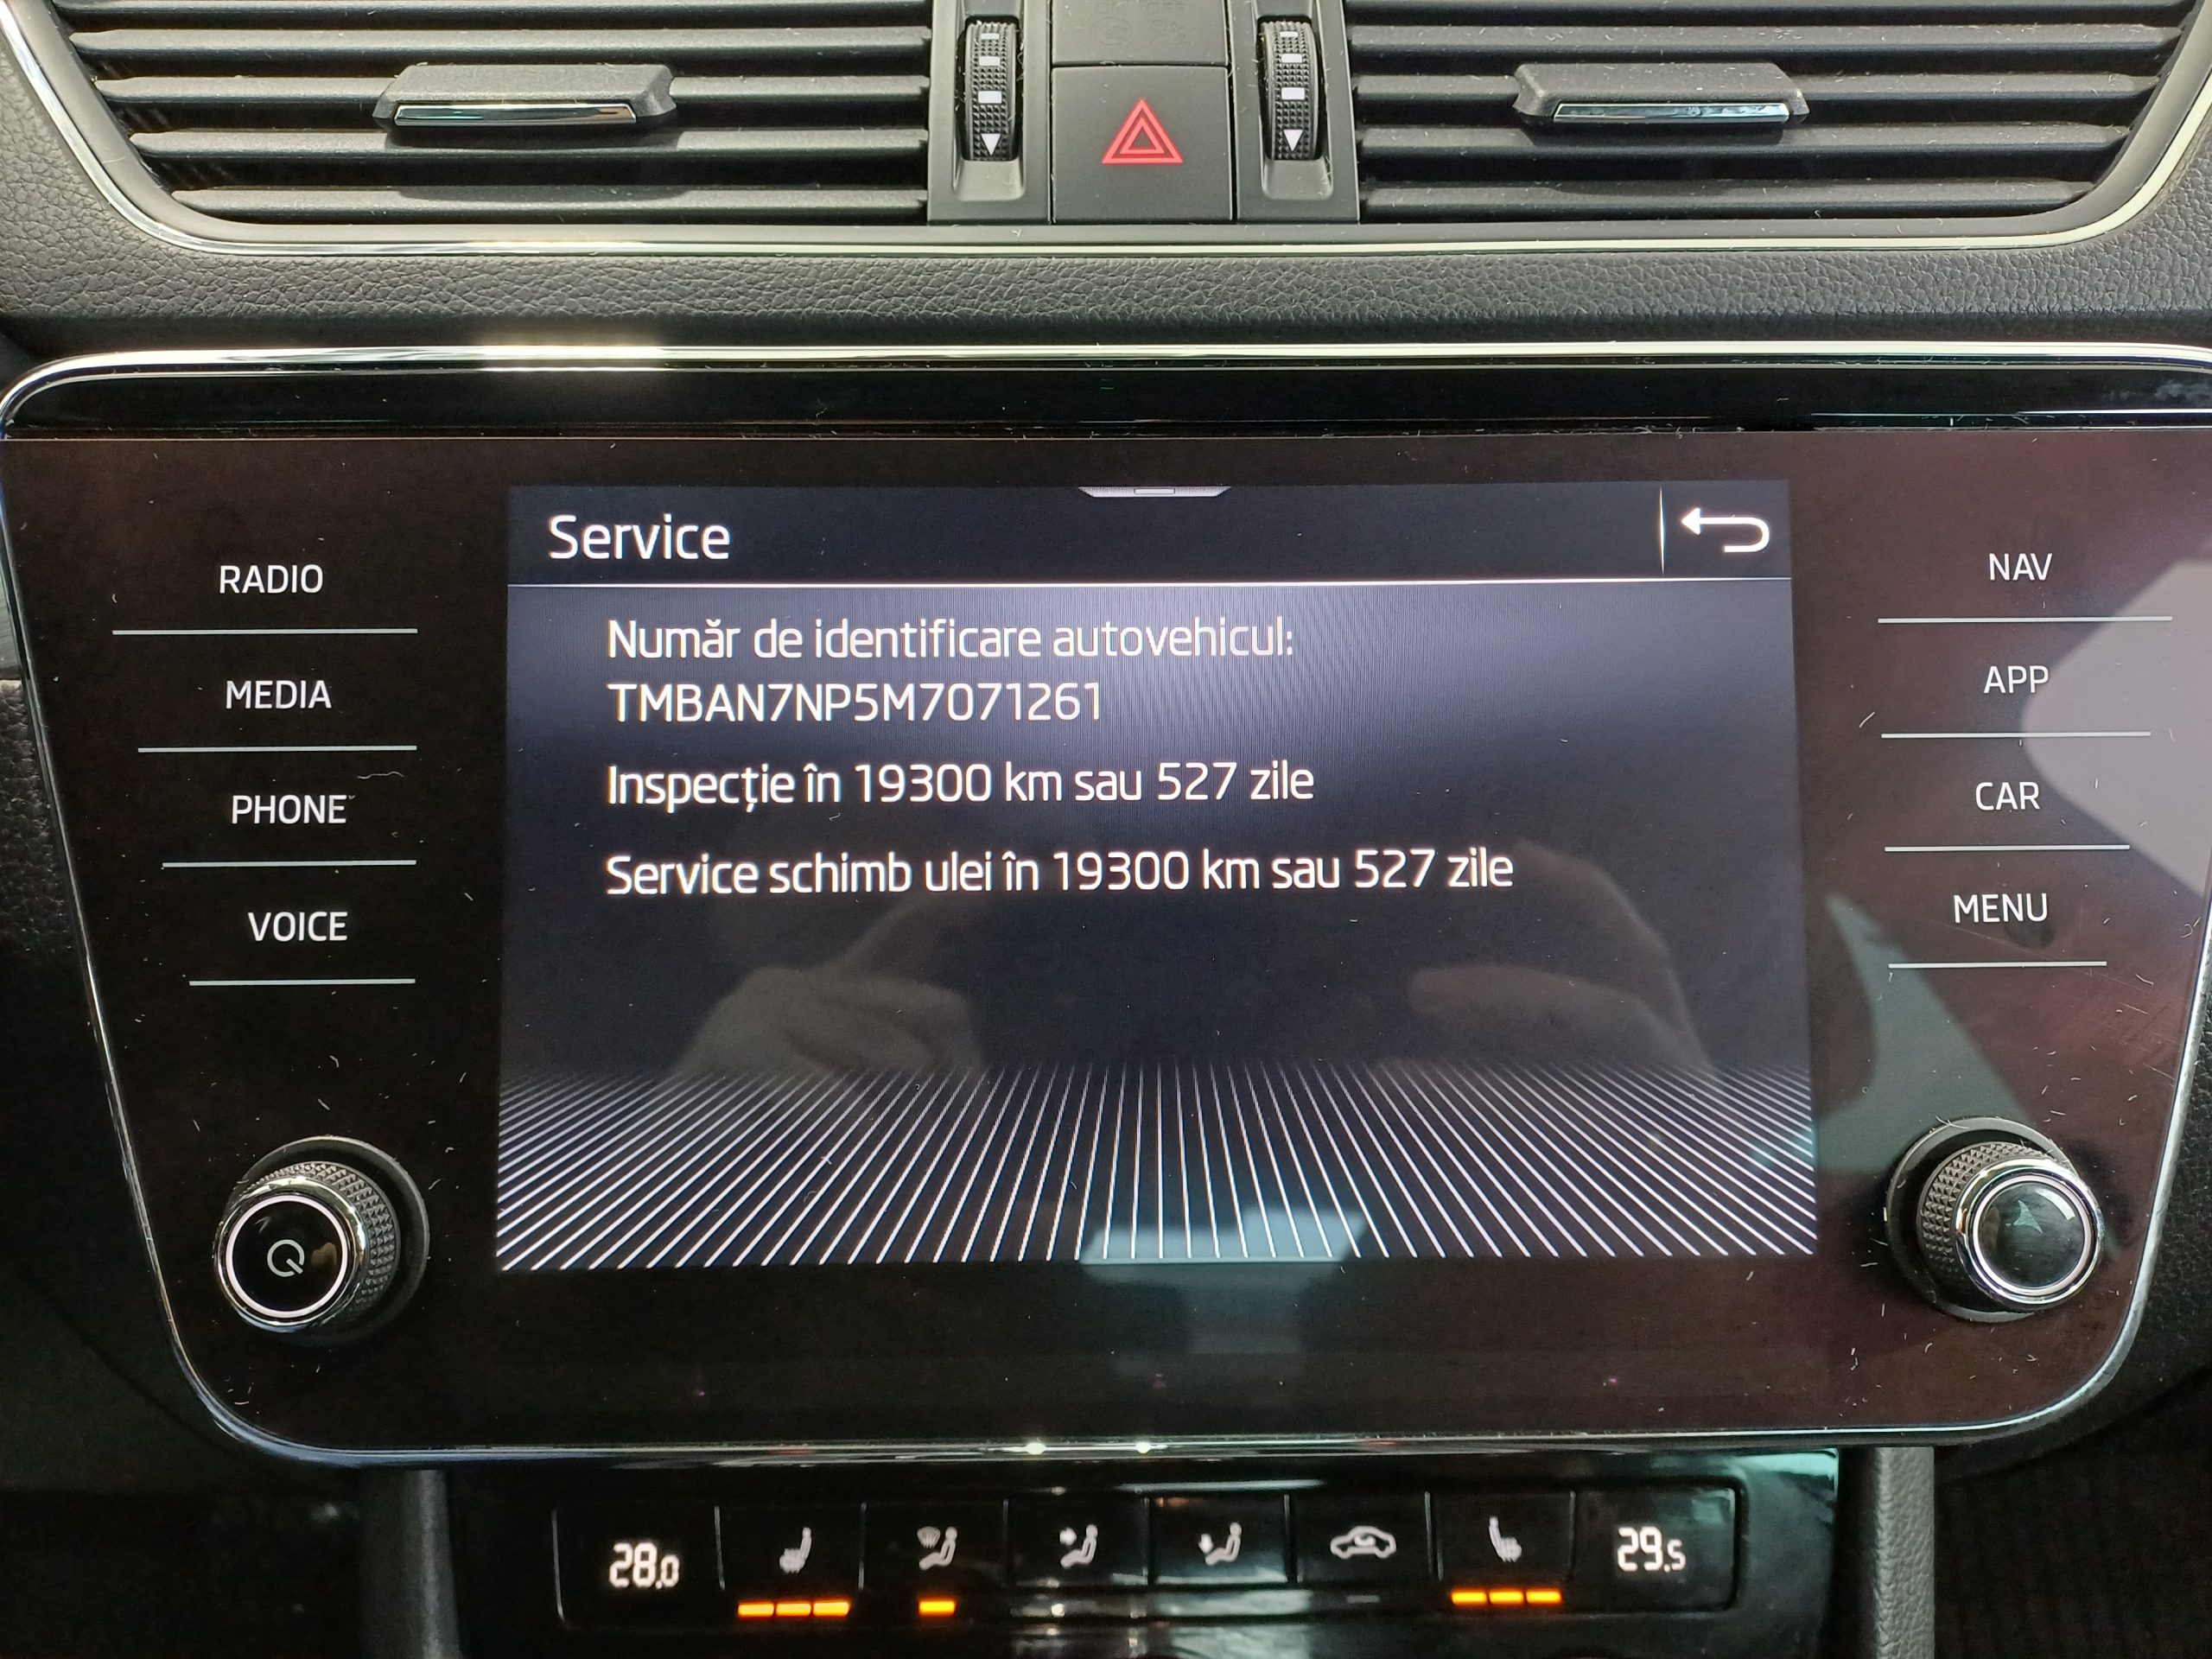 Service
Număr de identificare autovehicul:
TMBAN7NP5M7071261
Inspecție în 19300 km sau 527 zile
Service schimb ulei în 19300 km sau 527 zile
RADIO
MEDIA
PHONE
VOICE
NAV
APP
CAR
MENU
28.0
29.5